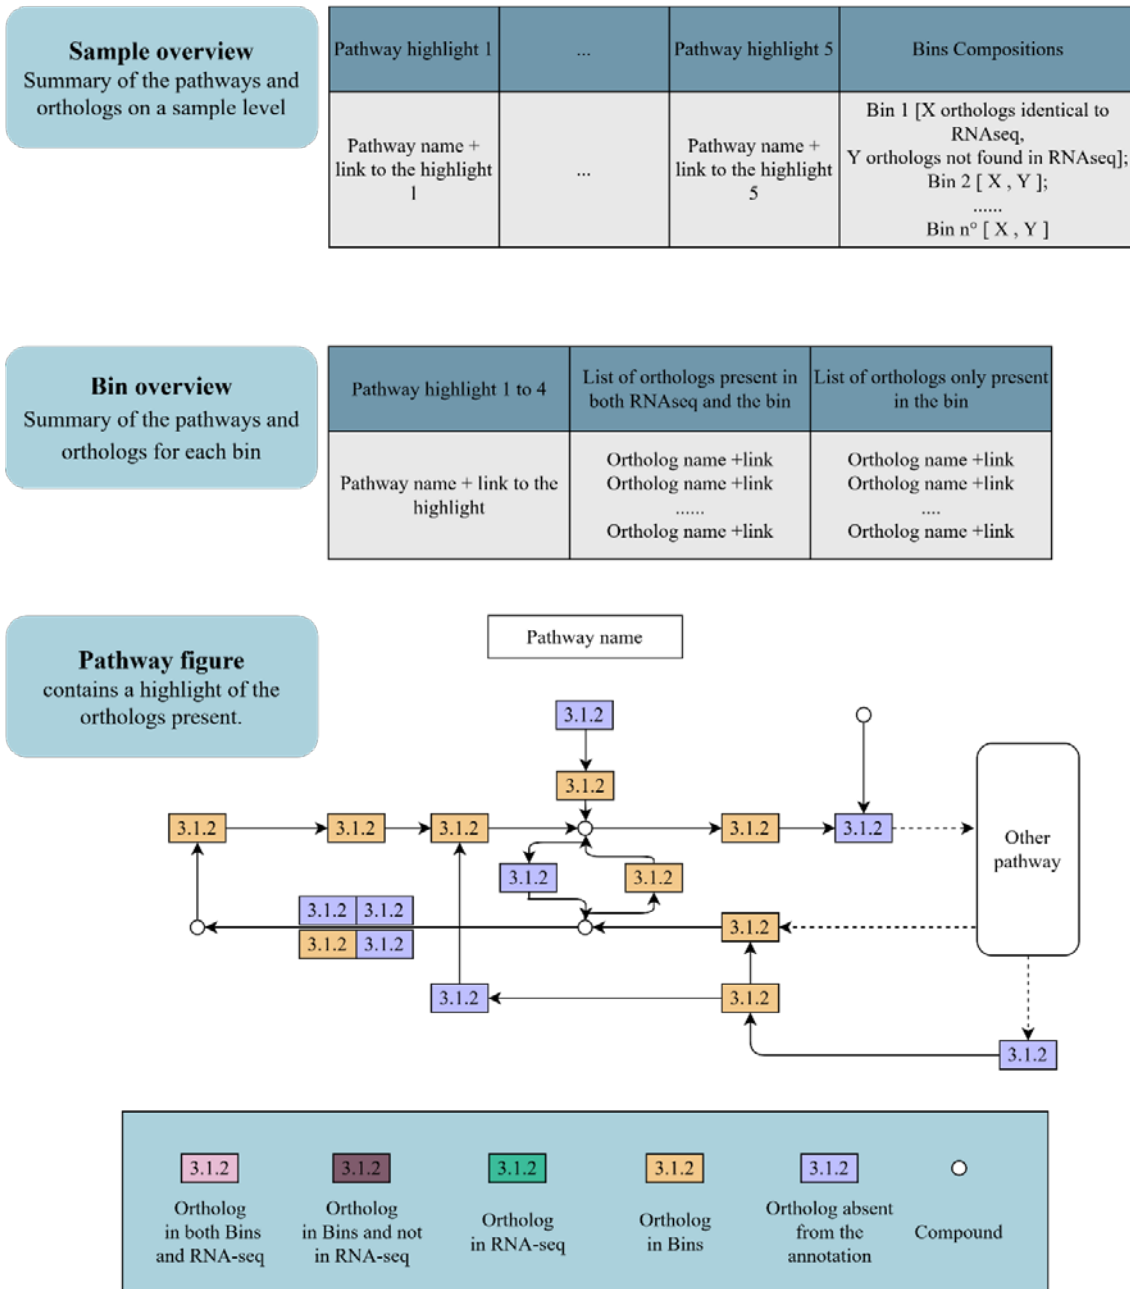 Sample overview
Summary of the pathways and
orthologs on a sample level
Pathway highlight 1
...
Pathway highlight 5
Bins Compositions
Pathway name +
link to the highlight
1
...
Pathway name +
link to the highlight
5
Bin 1 [X orthologs identical to
RNAseq,
Y orthologs not found in RNAseq];
Bin 2 [ X , Y ];
......
Bin n° [ X , Y ]
Bin overview
Summary of the pathways and
orthologs for each bin
Pathway highlight 1 to 4
List of orthologs present in
both RNAseq and the bin
List of orthologs only present
in the bin
Pathway name + link to the
highlight
Ortholog name +link
Ortholog name +link
......
Ortholog name +link
Ortholog name +link
Ortholog name +link
....
Ortholog name +link
Pathway figure
contains a highlight of the
orthologs present.
Pathway name
3.1.2
3.1.2
3.1.2
3.1.2
3.1.2
3.1.2
3.1.2
Other
pathway
3.1.2
3.1.2
3.1.2 3.1.2
3.1.2 3.1.2
3.1.2
3.1.2
3.1.2
3.1.2
3.1.2
Ortholog
in both Bins
and RNA-seq
3.1.2
Ortholog
in Bins and not
in RNA-seq
3.1.2
Ortholog
in RNA-seq
3.1.2
Ortholog
in Bins
3.1.2
Ortholog absent
from the
annotation
Compound